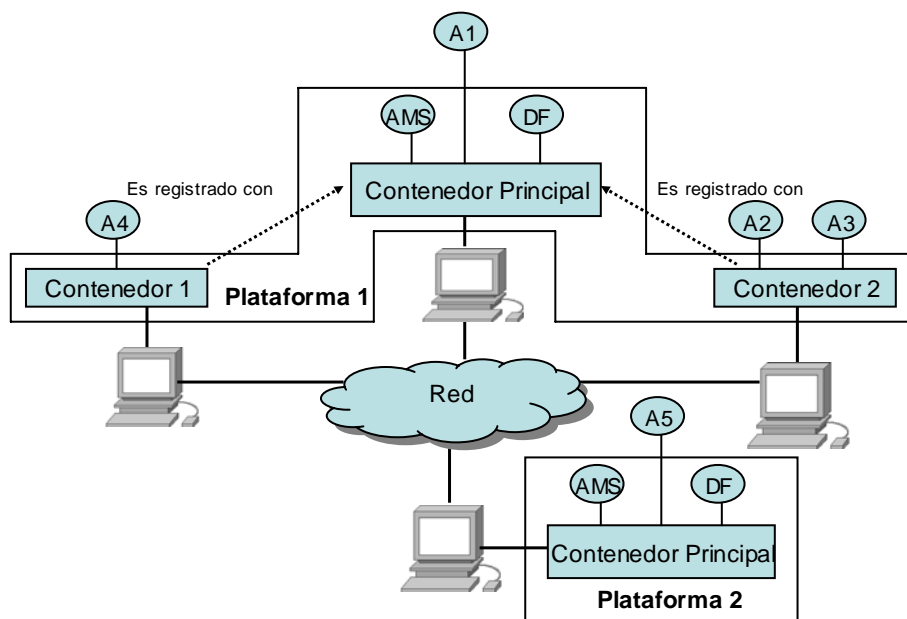 A1
AMS
DF
Contenedor Principal
Es registrado con
Es registrado con
A4
A2
A3
Contenedor 1
Plataforma 1
Contenedor 2
Red
A5
AMS
DF
Contenedor Principal
Plataforma 2